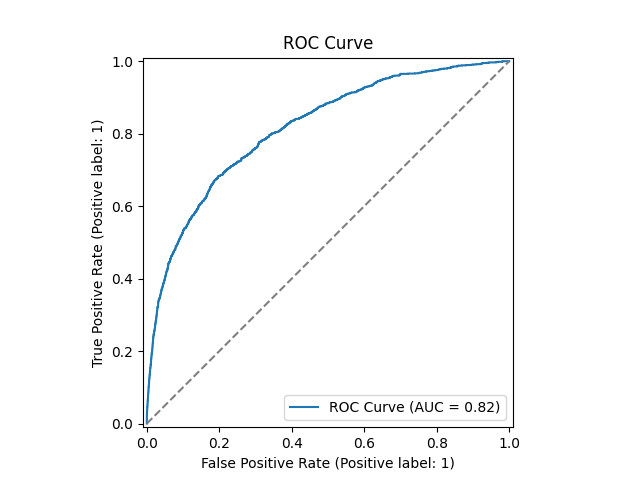 ROC Curve
1.0
0.8
0.6
0.4
0.2
0.0
True Positive Rate (Positive label: 1)
ROC Curve (AUC = 0.82)
0.0 0.2 0.4 0.6 0.8 1.0
False Positive Rate (Positive label: 1)